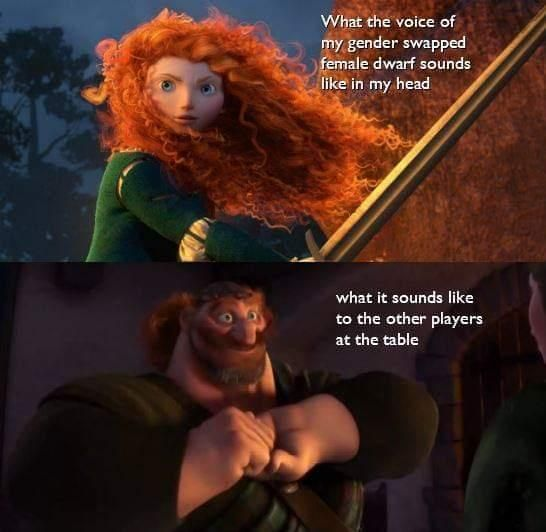 What the voice of
my gender swapped
female dwarf sounds
like in my head
what it sounds like
to the other players
at the table